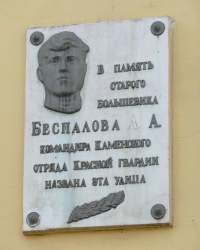 В ПАМЯТЬ
СТАРОГО
БОЛЬШЕВИКА
БЕСПАЛОВА А. А.
КОМАНДИРА КАМЕНСКОГО
ОТРЯДА КРАСНОЙ ГВАРДИИ
НАЗВАНА ЭТА УЛИЦА